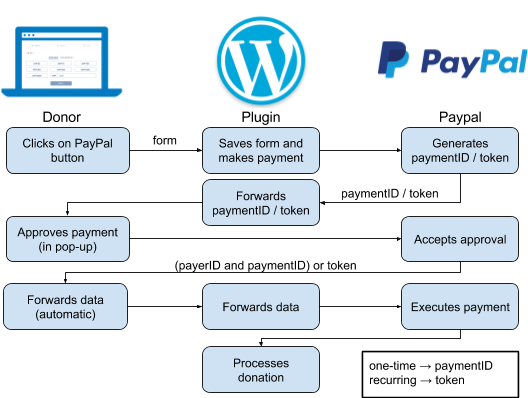 PayPal
Donor
Plugin
Paypal
Clicks on PayPal
button
form
Saves form and
makes payment
Generates
paymentID / token
Forwards
paymentID / token
paymentID / token
Approves payment
(in pop-up)
Accepts approval
(payerID and paymentID) or token
Forwards data
(automatic)
Forwards data
Executes payment
Processes
donation
one-time → paymentID
recurring → token